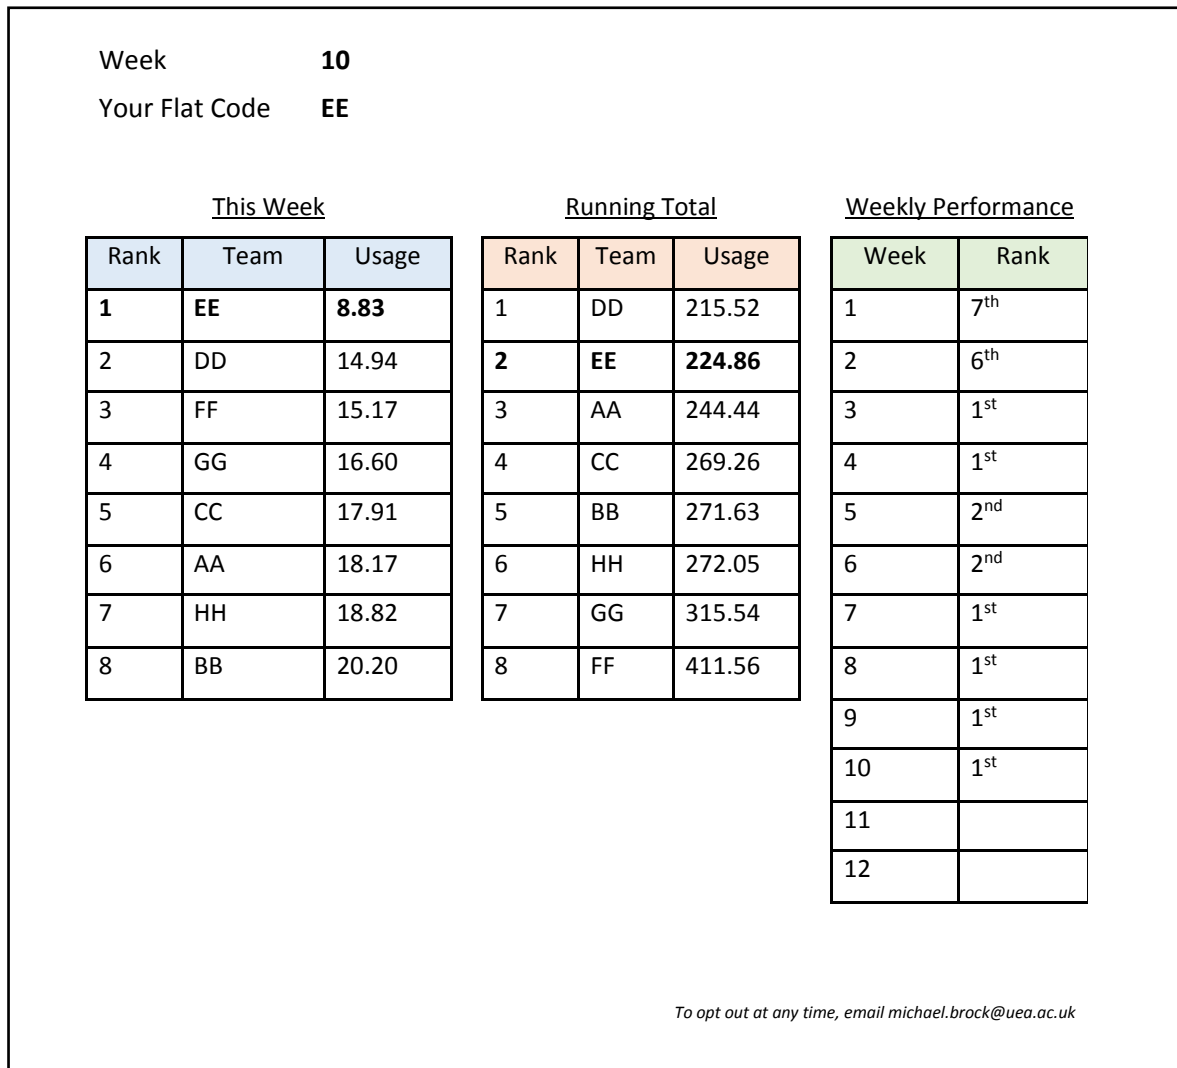 Week 10
Your Flat Code EE
This Week Running Total Weekly Performance
Rank Team Usage Rank Team Usage Week Rank
1 EE 8.83 1 DD 215.52 1 7th
2 DD 14.94 2 EE 224.86 2 6th
3 FF 15.17 3 AA 244.44 3 1st
4 GG 16.60 4 CC 269.26 4 1st
5 CC 17.91 5 BB 271.63 5 2nd
6 AA 18.17 6 HH 272.05 6 2nd
7 HH 18.82 7 GG 315.54 7 1st
8 BB 20.20 8 FF 411.56 8 1st
9 1st
10 1st
11
12
To opt out at any time, email michael.brock@uea.ac.uk